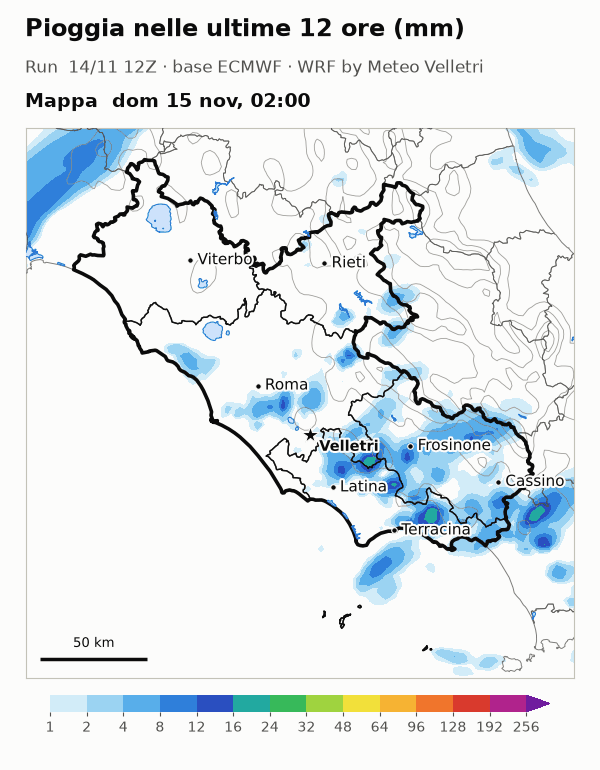 Pioggia nelle ultime 12 ore (mm)
Run  14/11 12Z · base ECMWF · WRF by Meteo Velletri
Mappa  dom 15 nov, 02:00
Viterbo
Rieti
Roma
Velletri
Frosinone
Latina
Cassino
Terracina
50 km
1 2 4 8 12 16 24 32 48 64 96 128 192 256